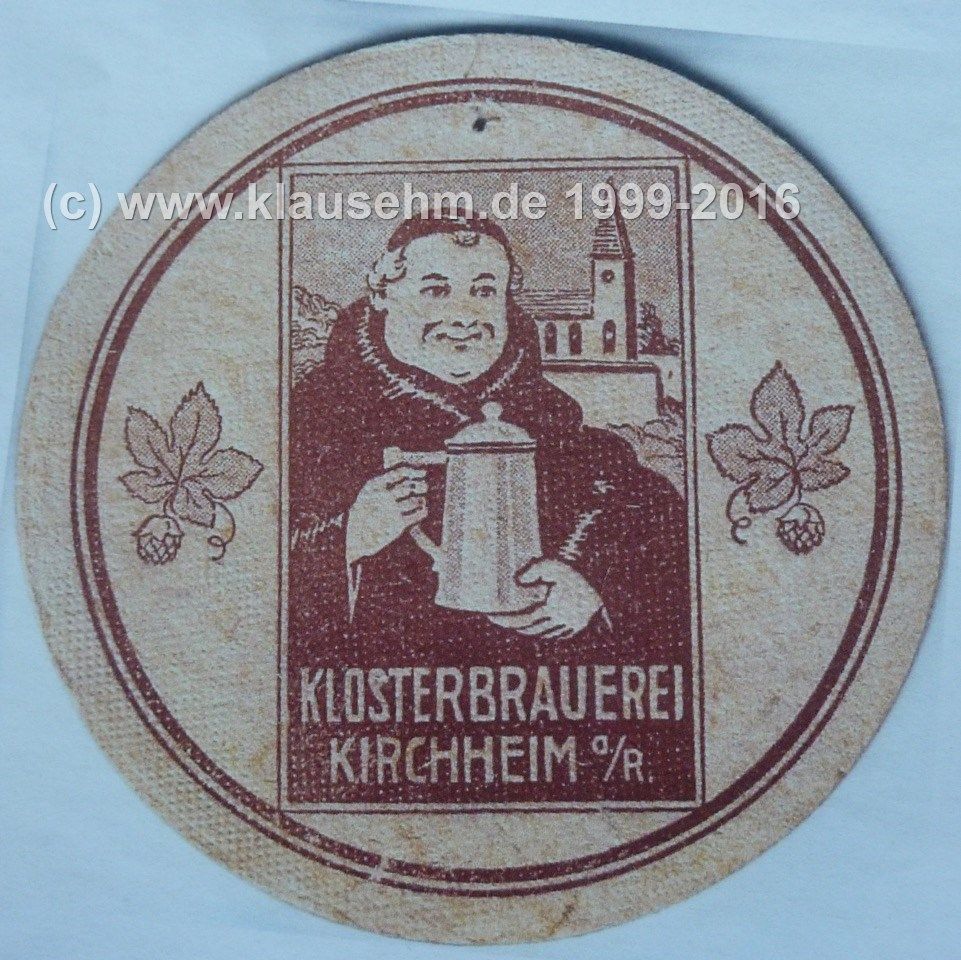 (c) www.klausehm.de 1999-2016
KLOSTERBRAUEREI
KIRCHHEIM a/R.